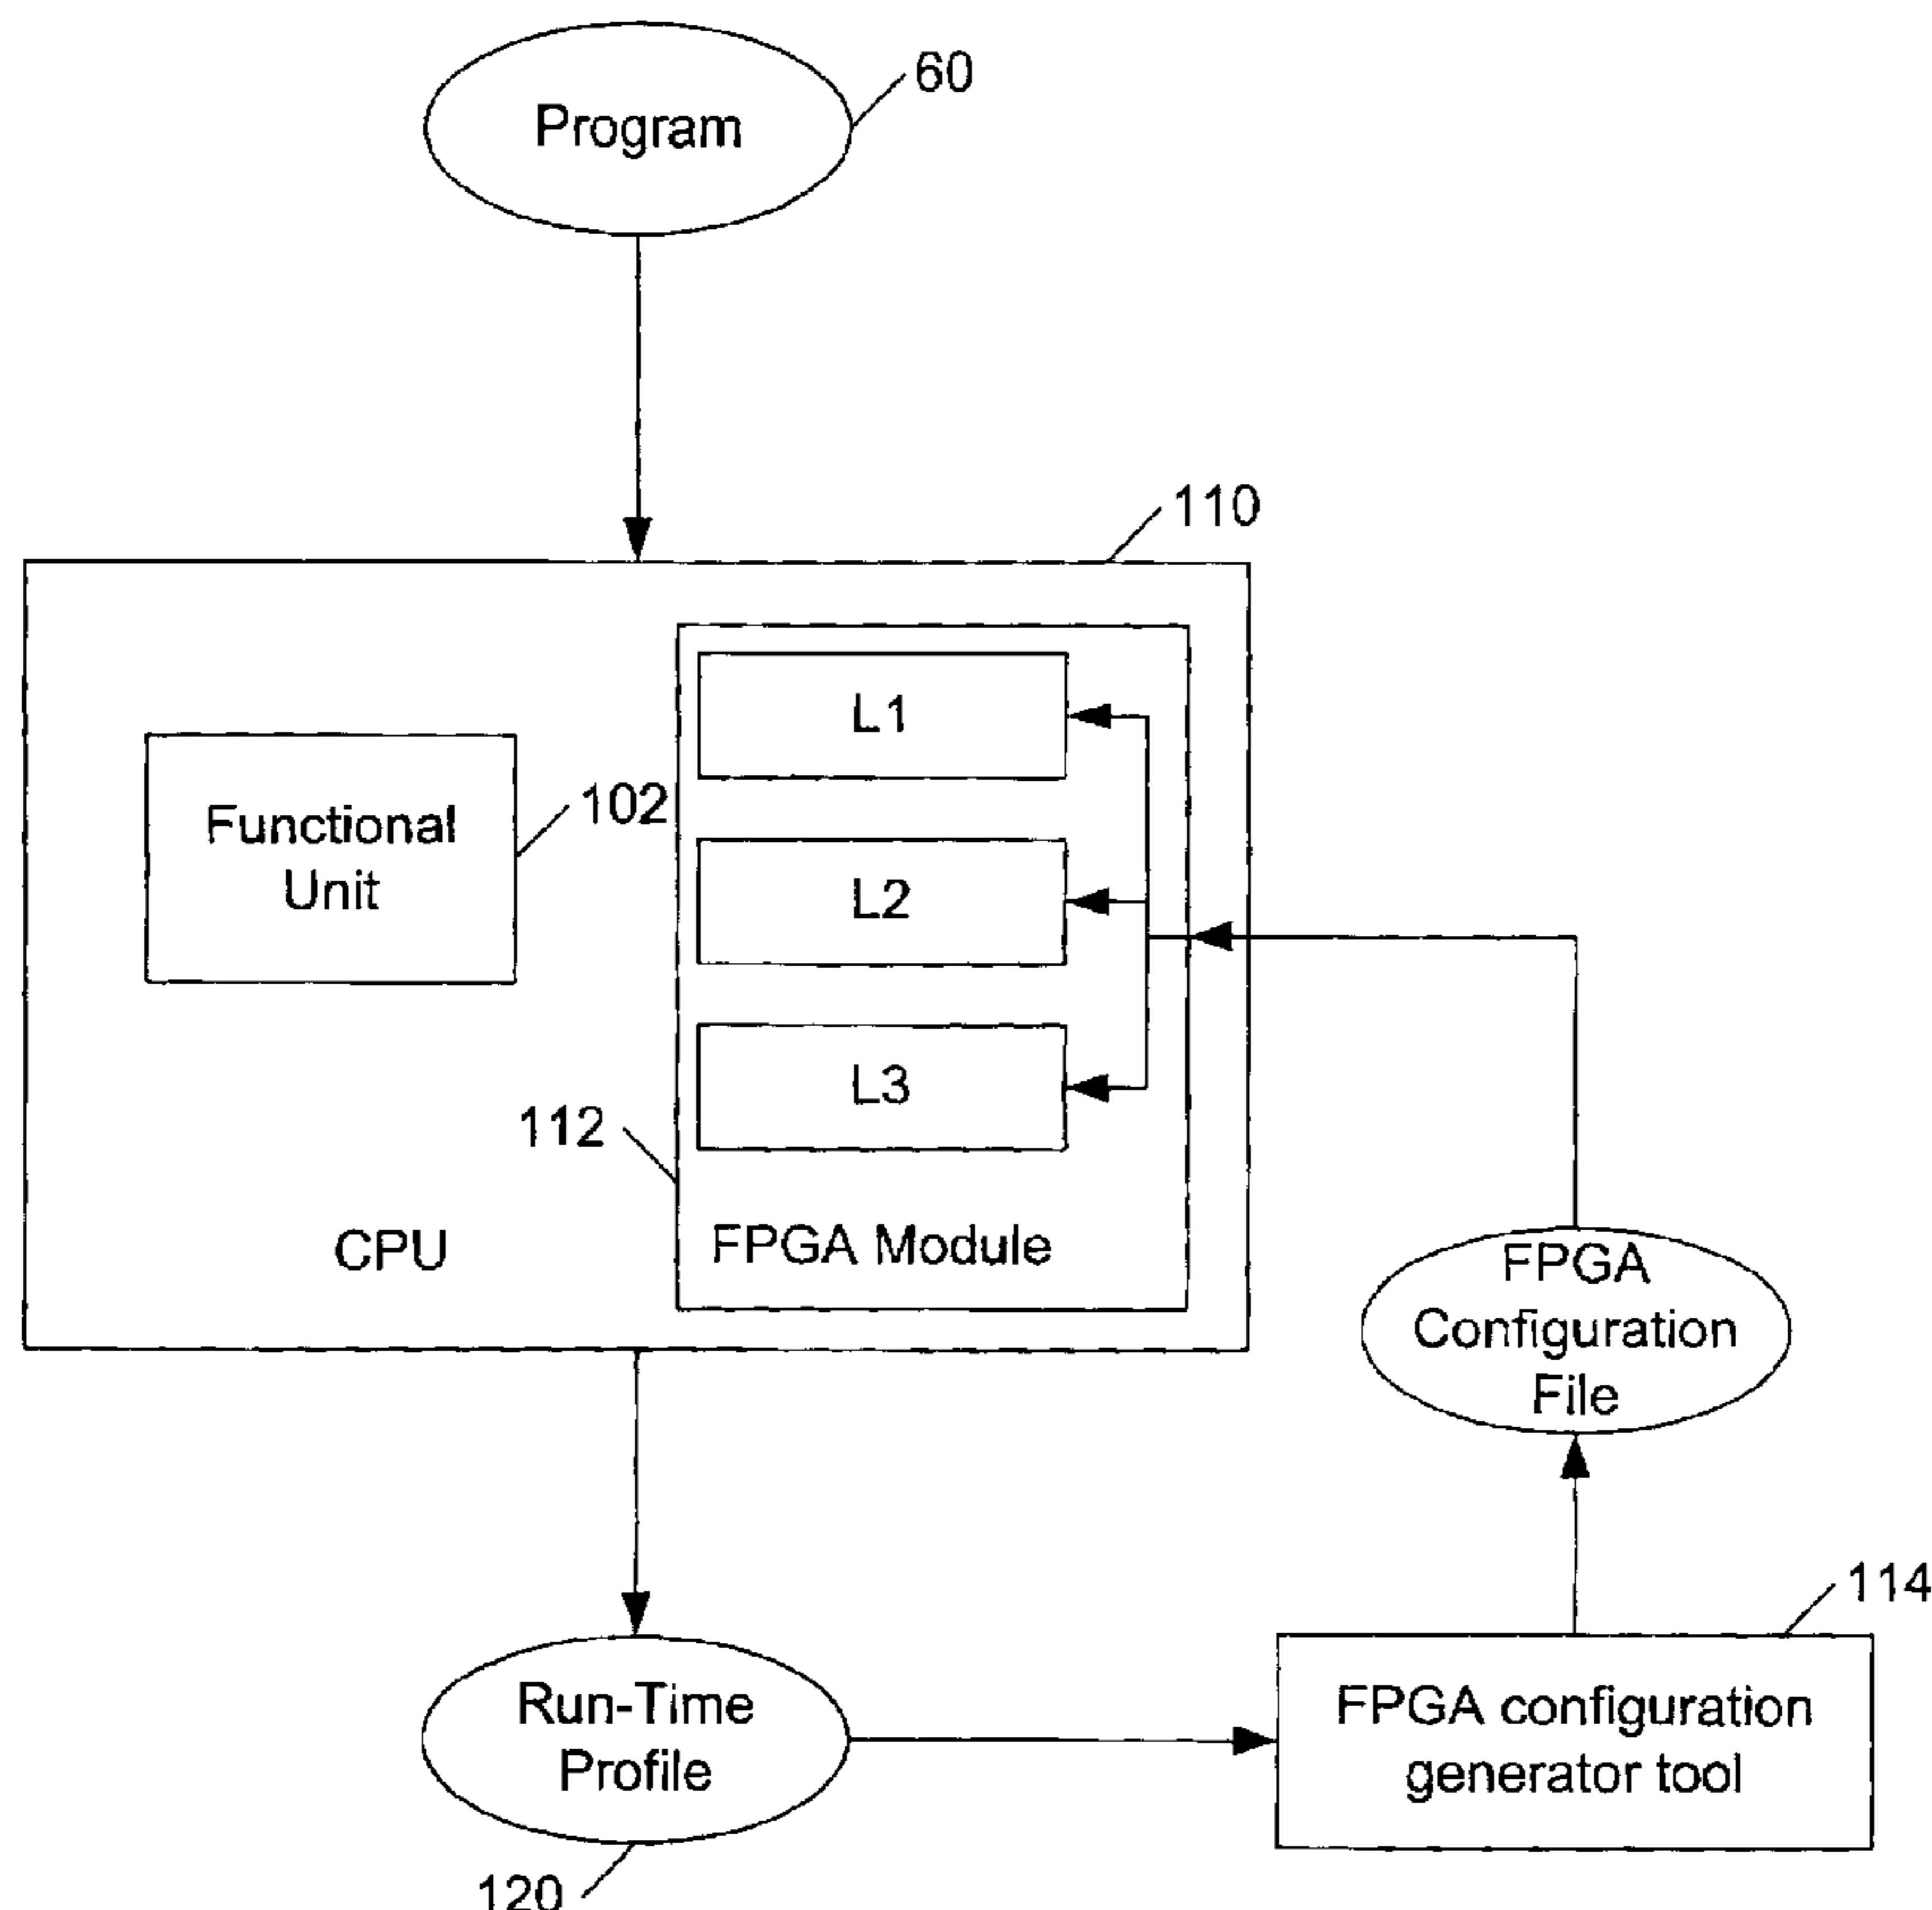 60
Program
110
L1
102
Functional
Unit
L2
L3
112
CPU
FPGA Module
FPGA
Configuration
File
114
Run-Time
Profile
FPGA configuration
generator tool
120